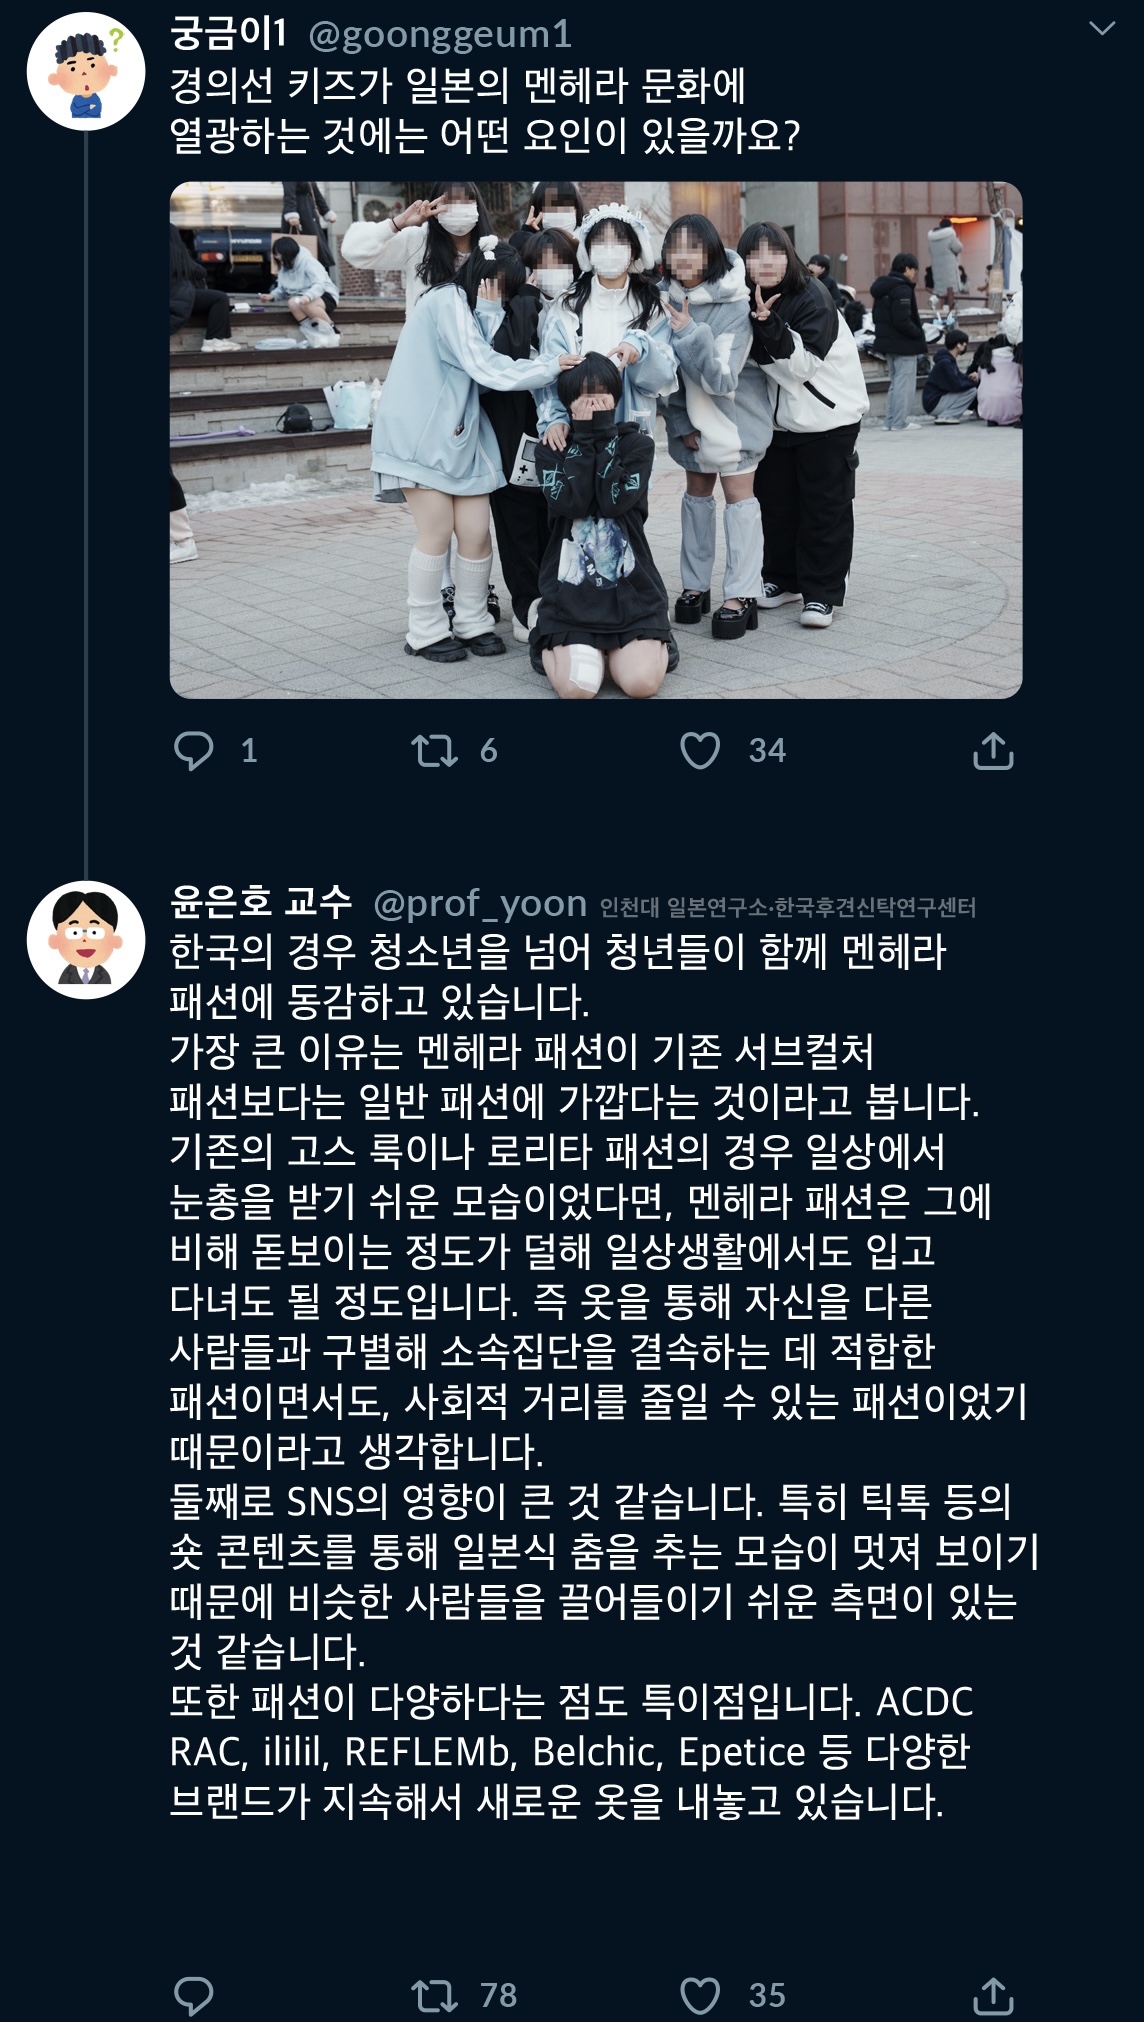 궁금이1 @goonggeum1
경의선 키즈가 일본의 멘헤라 문화에
열광하는 것에는 어떤 요인이 있을까요?
HYUNDAI
1 6 34
윤은호 교수 @prof_yoon 인천대 일본연구소·한국후견신탁연구센터
한국의 경우 청소년을 넘어 청년들이 함께 멘헤라
패션에 동감하고 있습니다.
가장 큰 이유는 멘헤라 패션이 기존 서브컬처
패션보다는 일반 패션에 가깝다는 것이라고 봅니다.
기존의 고스 룩이나 로리타 패션의 경우 일상에서
눈총을 받기 쉬운 모습이었다면, 멘헤라 패션은 그에
비해 돋보이는 정도가 덜해 일상생활에서도 입고
다녀도 될 정도입니다. 즉 옷을 통해 자신을 다른
사람들과 구별해 소속집단을 결속하는 데 적합한
패션이면서도, 사회적 거리를 줄일 수 있는 패션이었기
때문이라고 생각합니다.
둘째로 SNS의 영향이 큰 것 같습니다. 특히 틱톡 등의
숏 콘텐츠를 통해 일본식 춤을 추는 모습이 멋져 보이기
때문에 비슷한 사람들을 끌어들이기 쉬운 측면이 있는
것 같습니다.
또한 패션이 다양하다는 점도 특이점입니다. ACDC
RAC, ililil, REFLEMb, Belchic, Epetice 등 다양한
브랜드가 지속해서 새로운 옷을 내놓고 있습니다.
78 35